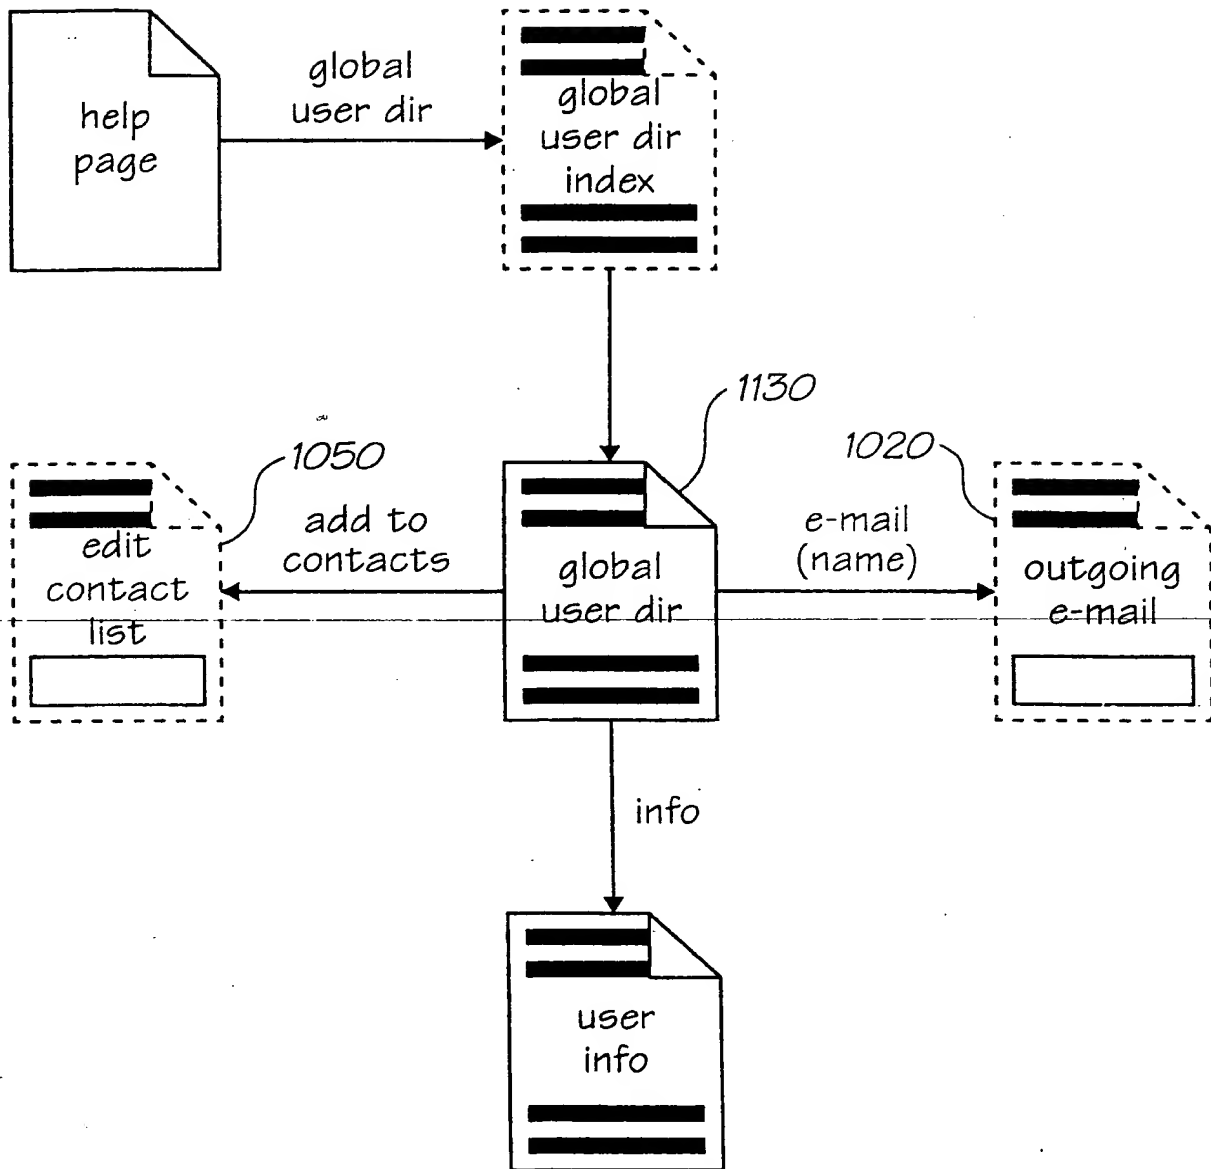 help
page
global
user dir
global
user dir
index
1130
1050
1020
edit
contact
list
add to
contacts
global
user dir
e-mail
(name)
outgoing
e-mail
info
user
info